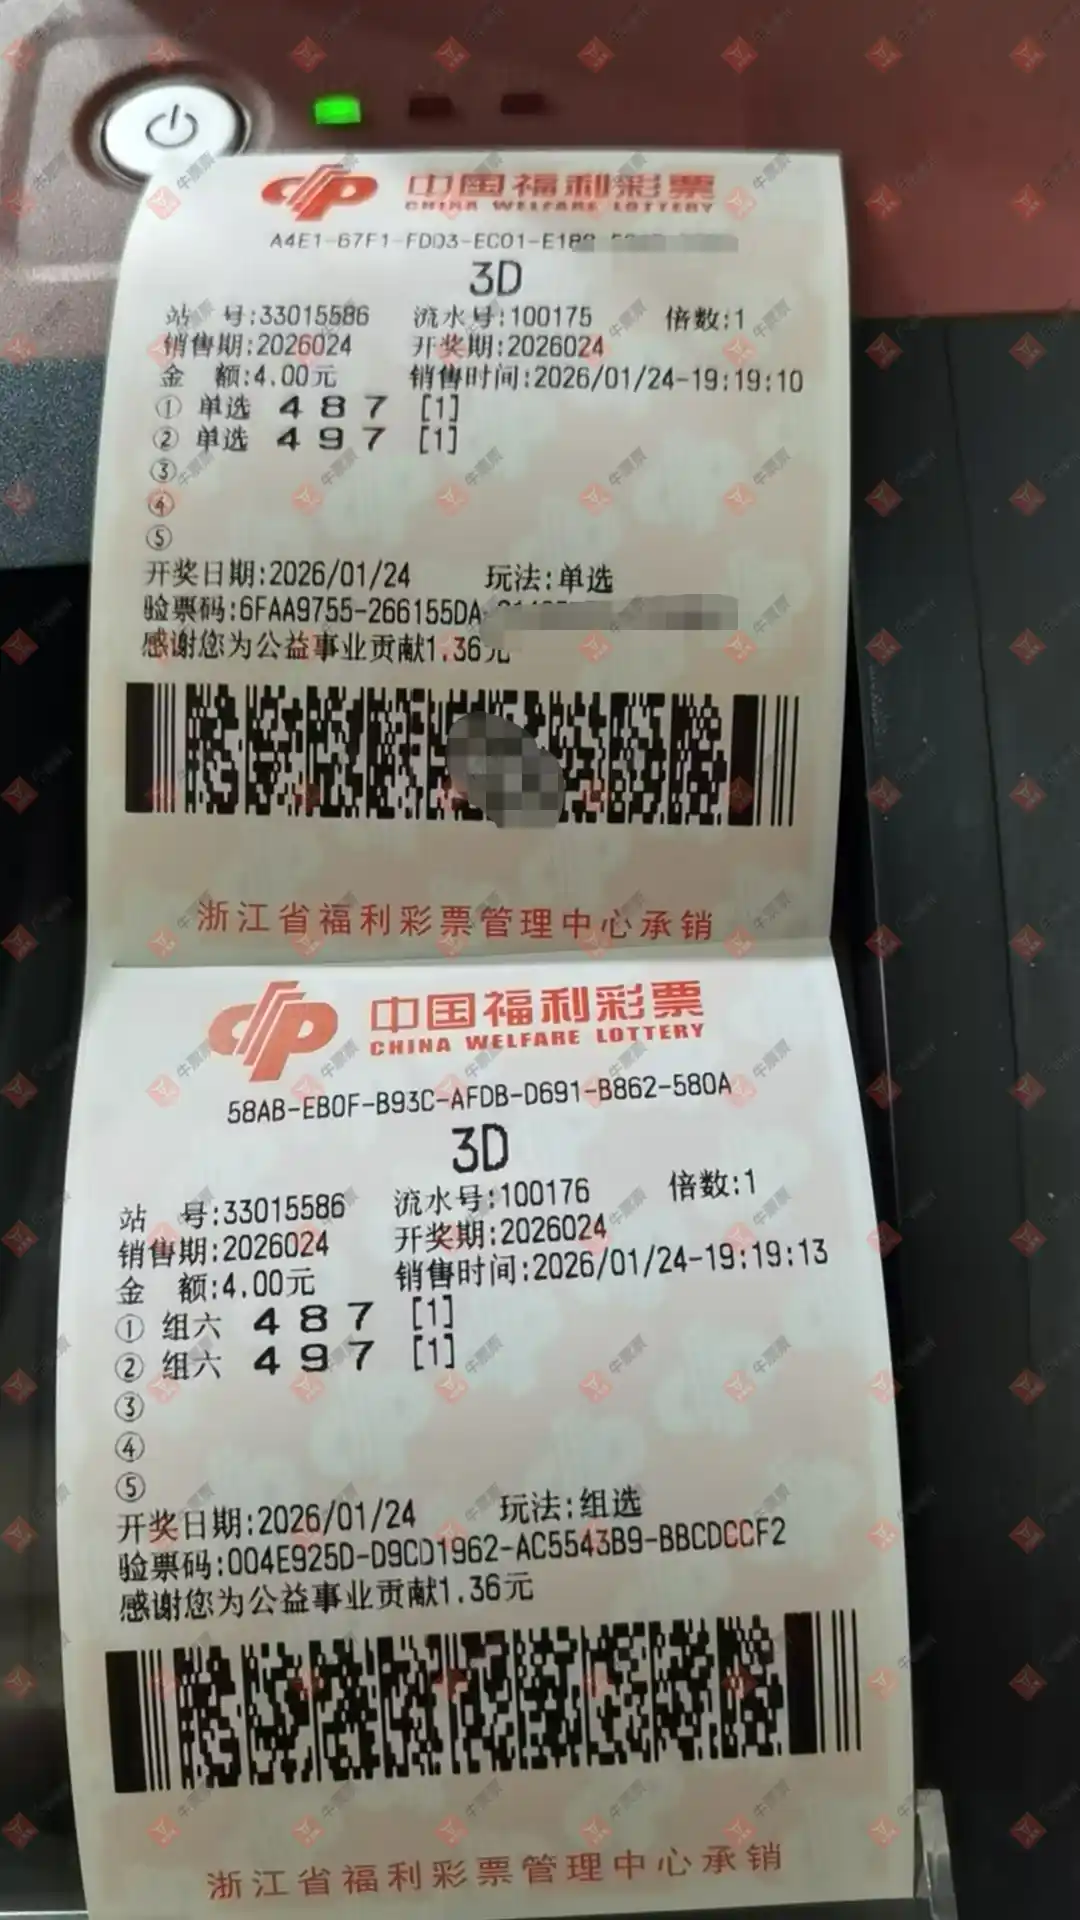 中国福利彩票
CHINA WELFARE LOTTERY
A4E1-67F1-FDD3-EC01-E1
3D
站 号:33015586 流水号:100175 倍数:1
销售期:2026024 开奖期:2026024
金 额:4.00元 销售时间:2026/01/24-19:19:10
① 单选 4 8 7 [1]
② 单选 4 9 7 [1]
③
④
⑤
开奖日期:2026/01/24 玩法:单选
验票码:6FAA9755-266155DA-
感谢您为公益事业贡献1.36元
浙江省福利彩票管理中心承销
中国福利彩票
CHINA WELFARE LOTTERY
58AB-EB0F-B93C-AFDB-D691-B862-580A
3D
站 号:33015586 流水号:100176 倍数:1
销售期:2026024 开奖期:2026024
金 额:4.00元 销售时间:2026/01/24-19:19:13
① 组六 4 8 7 [1]
② 组六 4 9 7 [1]
③
④
⑤
开奖日期:2026/01/24 玩法:组选
验票码:004E925D-D9CD1962-AC5543B9-BBCDCCF2
感谢您为公益事业贡献1.36元
浙江省福利彩票管理中心承销